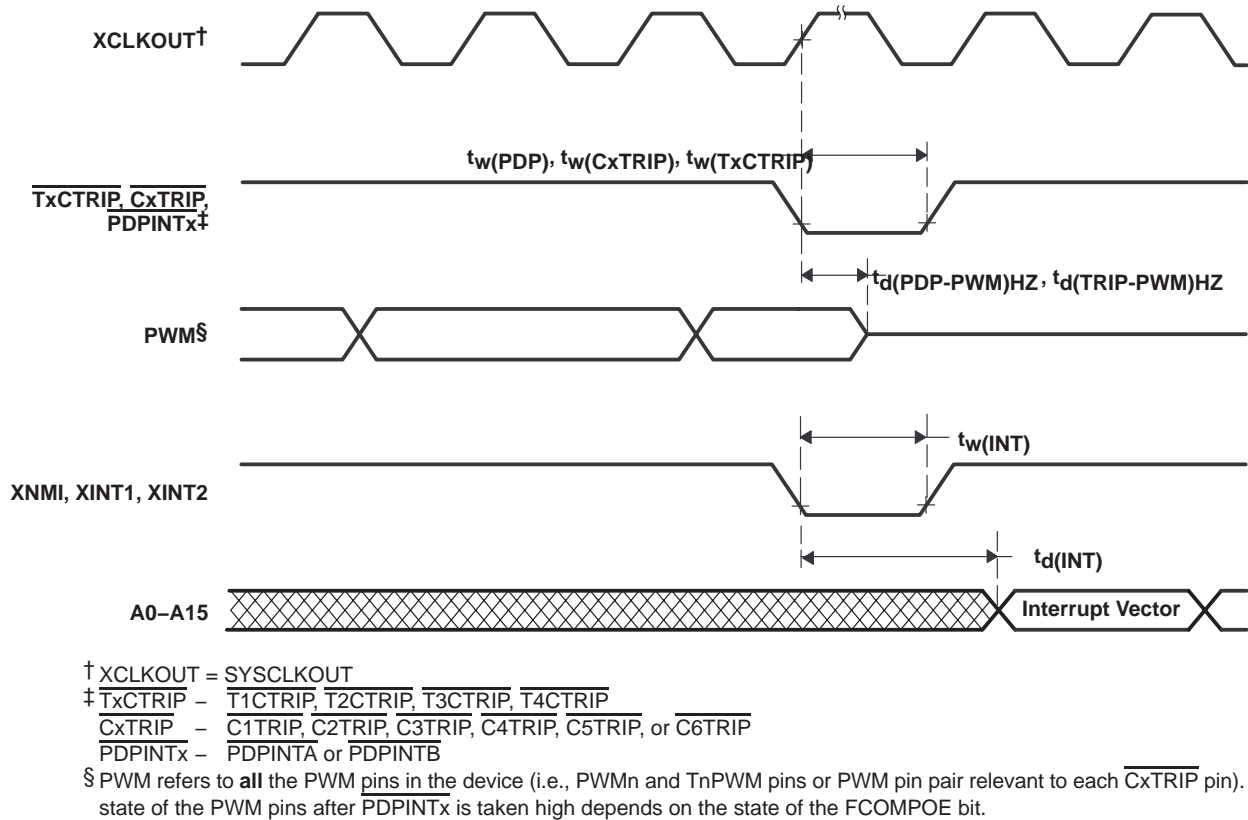 XCLKOUT†
tw(PDP), tw(CxTRIP), tw(TxCTRIP)
TxCTRIP, CxTRIP,
PDPINTx‡
td(PDP-PWM)HZ, td(TRIP-PWM)HZ
PWM§
tw(INT)
XNMI, XINT1, XINT2
td(INT)
A0–A15
Interrupt Vector
† XCLKOUT = SYSCLKOUT
‡ TxCTRIP – T1CTRIP, T2CTRIP, T3CTRIP, T4CTRIP
CxTRIP – C1TRIP, C2TRIP, C3TRIP, C4TRIP, C5TRIP, or C6TRIP
PDPINTx – PDPINTA or PDPINTB
§ PWM refers to all the PWM pins in the device (i.e., PWMn and TnPWM pins or PWM pin pair relevant to each CxTRIP pin).
state of the PWM pins after PDPINTx is taken high depends on the state of the FCOMPOE bit.